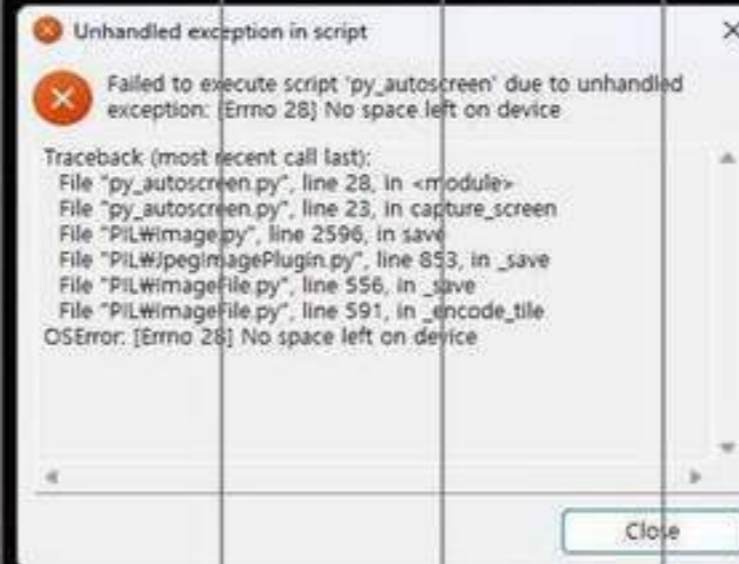 Unhandled exception in script
Failed to execute script 'py_autoscreen' due to unhandled
exception: [Errno 28] No space left on device
Traceback (most recent call last):
File "py_autoscreen.py", line 28, in <module>
File "py_autoscreen.py", line 23, in capture_screen
File "PIL₩Image.py", line 2596, in save
File "PIL₩JpegImagePlugin.py", line 853, in _save
File "PIL₩ImageFile.py", line 556, in _save
File "PIL₩ImageFile.py", line 591, in _encode_tile
OSError: [Errno 28] No space left on device
Close